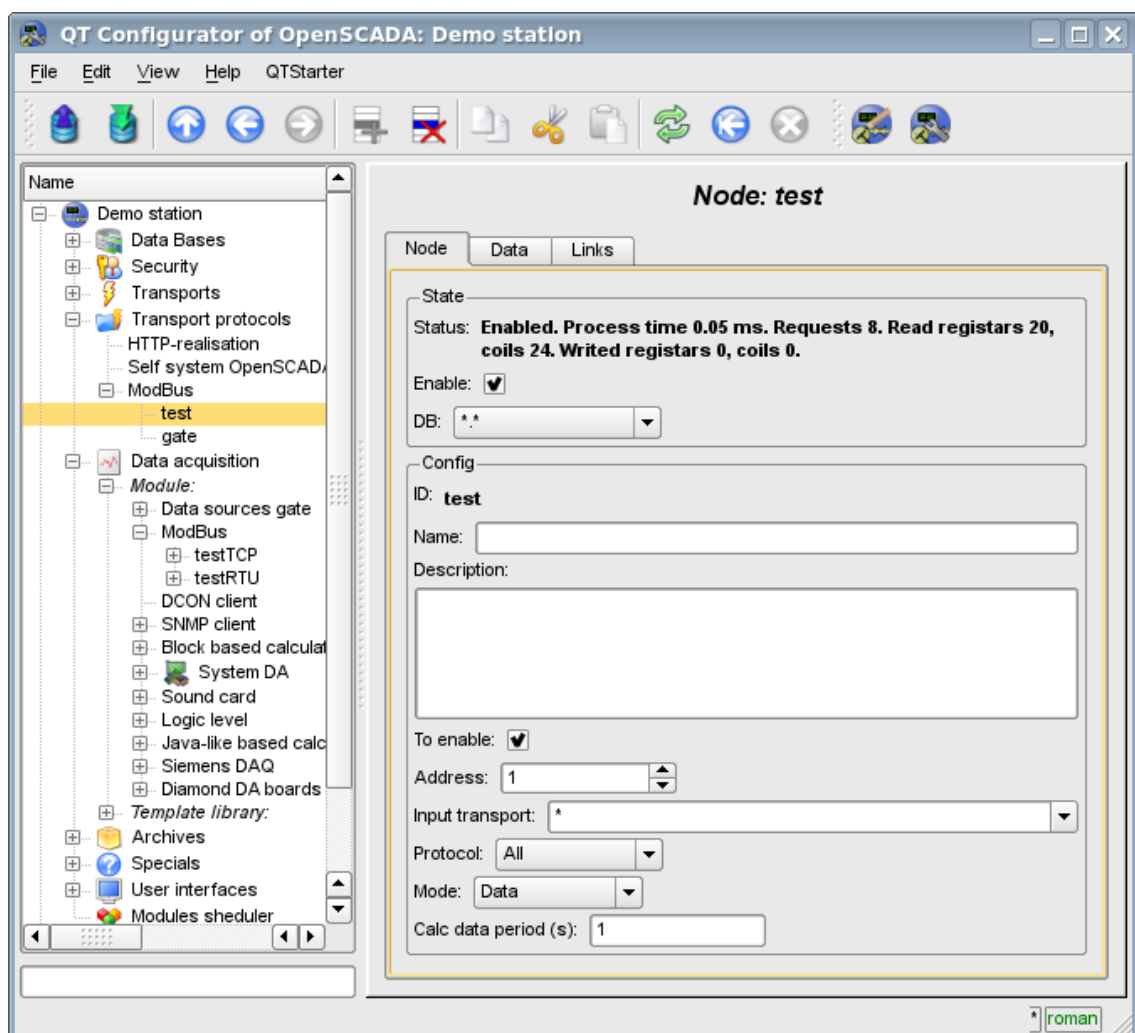 QT Configurator of OpenSCADA: Demo station
File Edit View Help QTStarter
Name
Demo station
Data Bases
Security
Transports
Transport protocols
HTTP-realisation
Self system OpenSCADA
ModBus
test
gate
Data acquisition
Module:
Data sources gate
ModBus
testTCP
testRTU
DCON client
SNMP client
Block based calculat
System DA
Sound card
Logic level
Java-like based calc
Siemens DAQ
Diamond DA boards
Template library:
Archives
Specials
User interfaces
Modules sheduler
Node: test
Node Data Links
State
Status: Enabled. Process time 0.05 ms. Requests 8. Read registars 20,
coils 24. Writed registars 0, coils 0.
Enable:
DB: *.*
Config
ID: test
Name:
Description:
To enable:
Address: 1
Input transport: *
Protocol: All
Mode: Data
Calc data period (s): 1
* roman